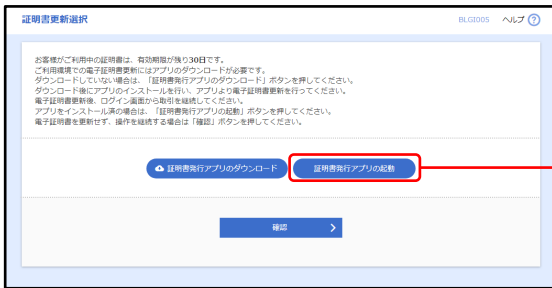 証明書更新選択
BLGI005 ヘルプ ?
お客様がご利用中の証明書は、有効期限が残り30日です。
ご利用環境での電子証明書更新にはアプリのダウンロードが必要です。
ダウンロードしていない場合は、「証明書発行アプリのダウンロード」ボタンを押してください。
ダウンロード後にアプリのインストールを行い、アプリより電子証明書更新を行ってください。
電子証明書更新後、ログイン画面から取引を継続してください。
アプリをインストール済の場合は、「証明書発行アプリの起動」ボタンを押してください。
電子証明書を更新せず、操作を継続する場合は「確認」ボタンを押してください。
証明書発行アプリのダウンロード 証明書発行アプリの起動
確認